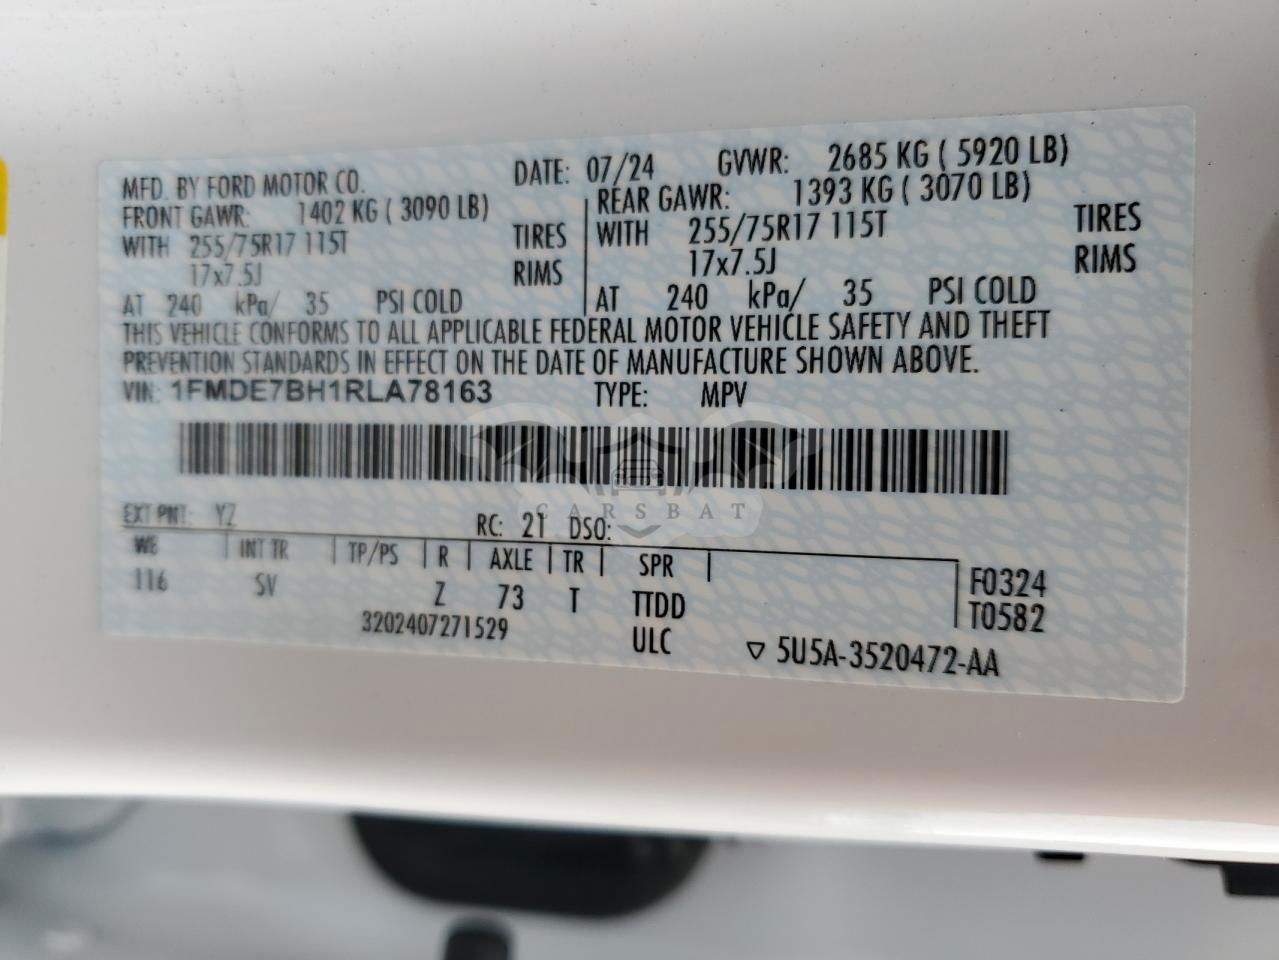 MFD. BY FORD MOTOR CO. DATE: 07/24 GVWR: 2685 KG ( 5920 LB)
FRONT GAWR: 1402 KG ( 3090 LB) REAR GAWR: 1393 KG ( 3070 LB)
WITH 255/75R17 115T TIRES WITH 255/75R17 115T TIRES
17x7.5J RIMS 17x7.5J RIMS
AT 240 kPa/ 35 PSI COLD AT 240 kPa/ 35 PSI COLD
THIS VEHICLE CONFORMS TO ALL APPLICABLE FEDERAL MOTOR VEHICLE SAFETY AND THEFT
PREVENTION STANDARDS IN EFFECT ON THE DATE OF MANUFACTURE SHOWN ABOVE.
VIN: 1FMDE7BH1RLA78163 TYPE: MPV
CARSBAT
EXT PNT: YZ RC: 21 DSO:
WB INT TR TP/PS R AXLE TR SPR F0324
116 SV Z 73 T TTDD T0582
3202407271529 ULC ▽ 5U5A-3520472-AA